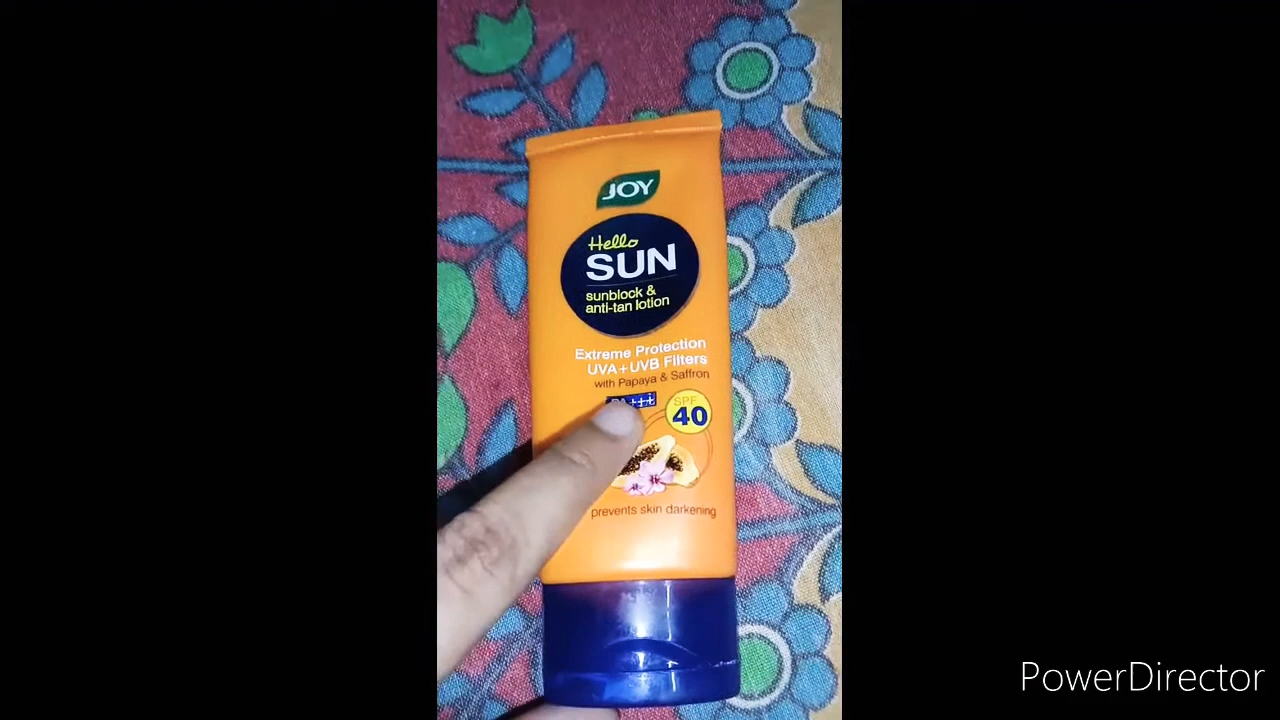 JOY
Hello
SUN
sunblock &
anti-tan lotion
Extreme Protection
UVA+UVB Filters
with Papaya & Saffron
PA+++
SPF
40
prevents skin darkening
PowerDirector